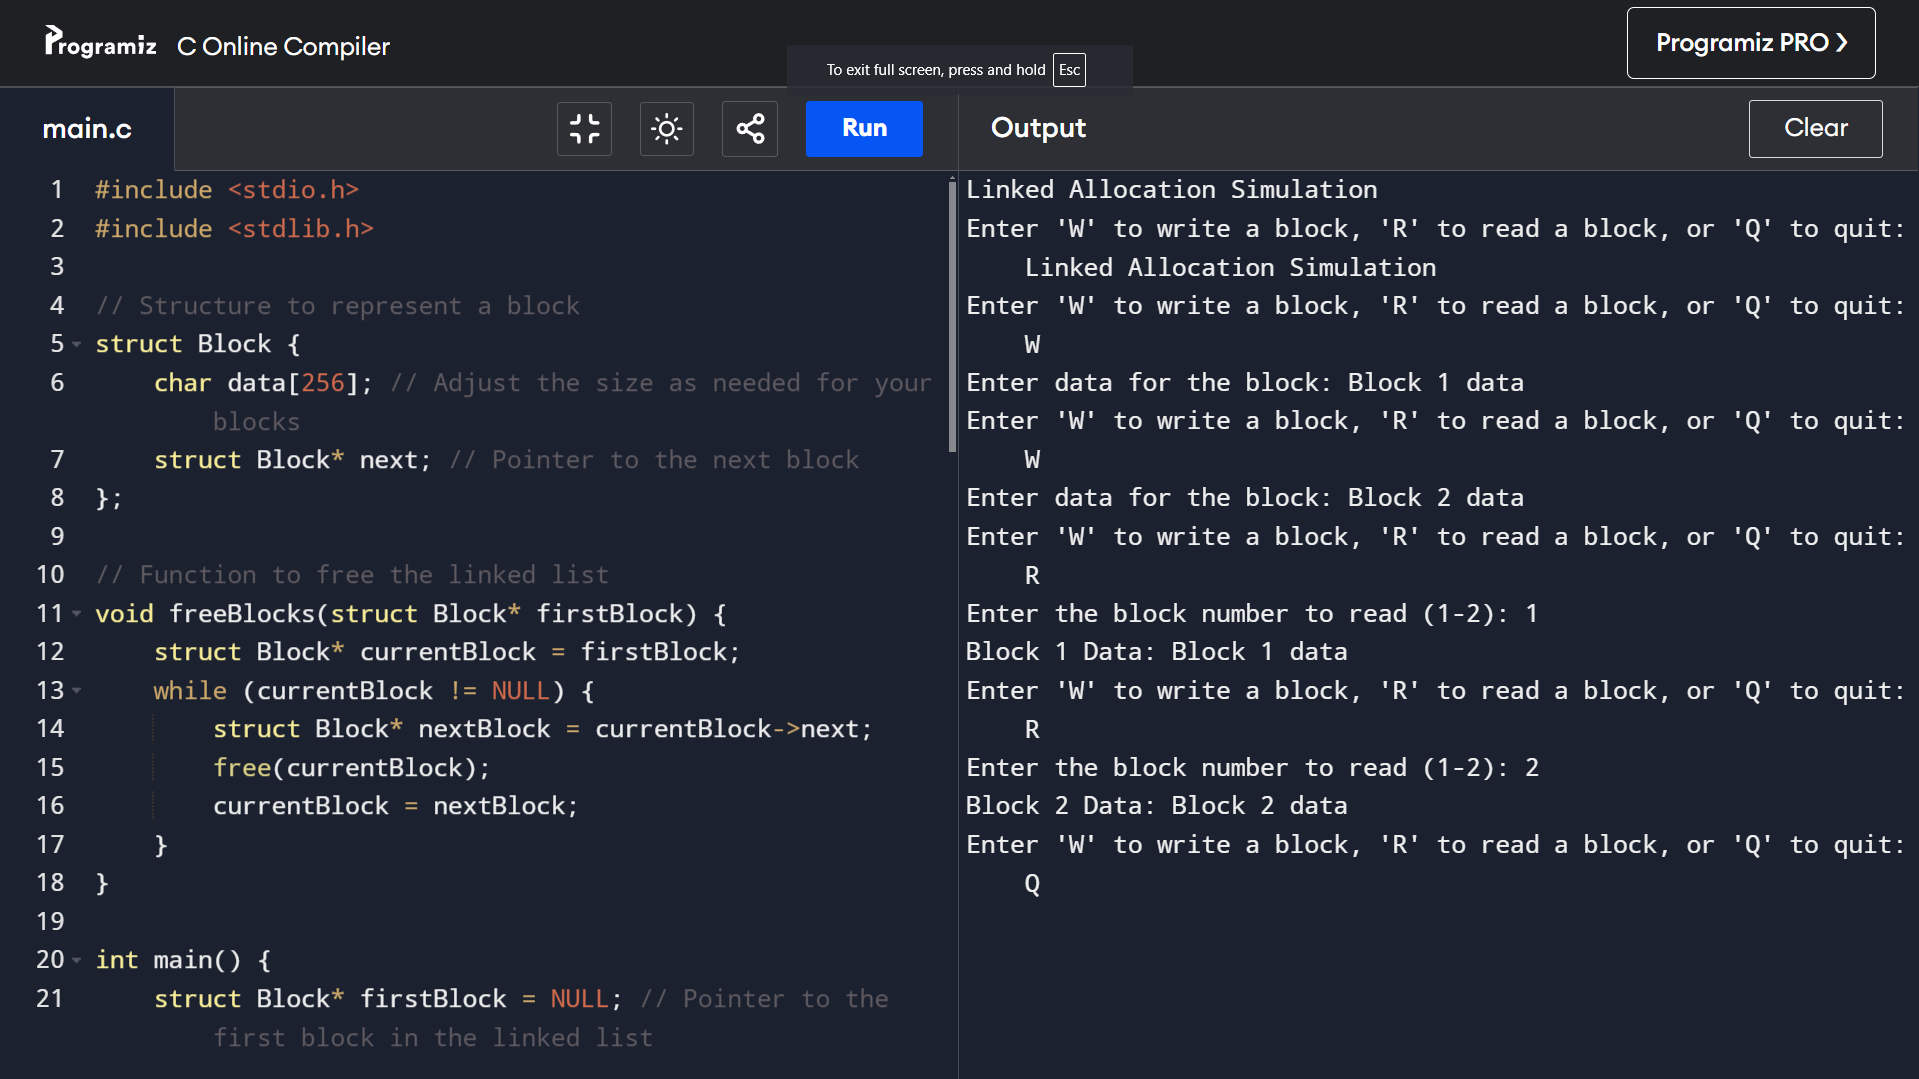 Programiz C Online Compiler
To exit full screen, press and hold Esc
Programiz PRO ❯
main.c
Run
Output
Clear
1 #include <stdio.h>
2 #include <stdlib.h>
3
4 // Structure to represent a block
5 struct Block {
6     char data[256]; // Adjust the size as needed for your
        blocks
7     struct Block* next; // Pointer to the next block
8 };
9
10 // Function to free the linked list
11 void freeBlocks(struct Block* firstBlock) {
12     struct Block* currentBlock = firstBlock;
13     while (currentBlock != NULL) {
14         struct Block* nextBlock = currentBlock->next;
15         free(currentBlock);
16         currentBlock = nextBlock;
17     }
18 }
19
20 int main() {
21     struct Block* firstBlock = NULL; // Pointer to the
        first block in the linked list
Linked Allocation Simulation
Enter 'W' to write a block, 'R' to read a block, or 'Q' to quit:
    Linked Allocation Simulation
Enter 'W' to write a block, 'R' to read a block, or 'Q' to quit:
    W
Enter data for the block: Block 1 data
Enter 'W' to write a block, 'R' to read a block, or 'Q' to quit:
    W
Enter data for the block: Block 2 data
Enter 'W' to write a block, 'R' to read a block, or 'Q' to quit:
    R
Enter the block number to read (1-2): 1
Block 1 Data: Block 1 data
Enter 'W' to write a block, 'R' to read a block, or 'Q' to quit:
    R
Enter the block number to read (1-2): 2
Block 2 Data: Block 2 data
Enter 'W' to write a block, 'R' to read a block, or 'Q' to quit:
    Q